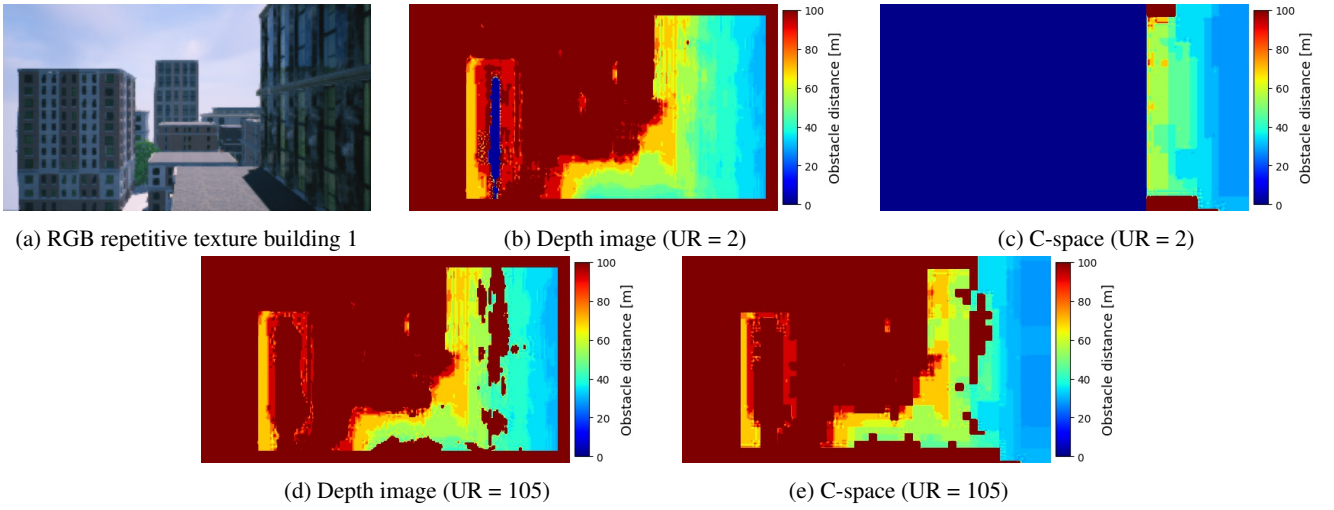 100
80
60
40
20
0
Obstacle distance [m]
100
80
60
40
20
0
Obstacle distance [m]
(a) RGB repetitive texture building 1
(b) Depth image (UR = 2)
(c) C-space (UR = 2)
100
80
60
40
20
0
Obstacle distance [m]
100
80
60
40
20
0
Obstacle distance [m]
(d) Depth image (UR = 105)
(e) C-space (UR = 105)